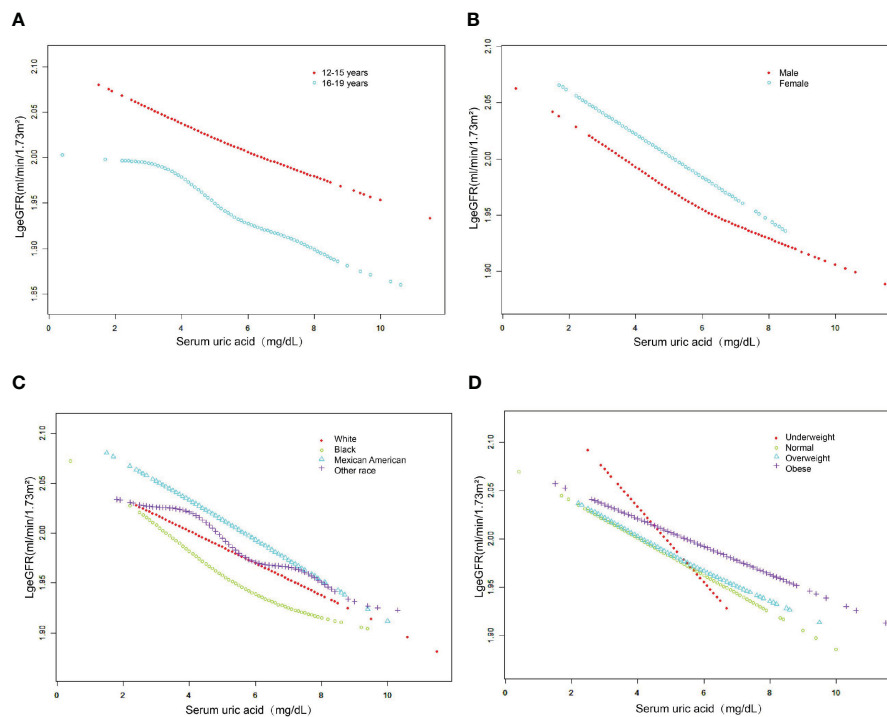 A
12-15 years
16-19 years
LgeGFR(ml/min/1.73m²)
2.10
2.05
2.00
1.95
1.90
1.85
0 2 4 6 8 10
Serum uric acid（mg/dL）
B
Male
Female
LgeGFR(ml/min/1.73m²)
2.10
2.05
2.00
1.95
1.90
0 2 4 6 8 10
Serum uric acid（mg/dL）
C
White
Black
Mexican American
Other race
LgeGFR(ml/min/1.73m²)
2.10
2.05
2.00
1.95
1.90
0 2 4 6 8 10
Serum uric acid（mg/dL）
D
Underweight
Normal
Overweight
Obese
LgeGFR(ml/min/1.73m²)
2.10
2.05
2.00
1.95
1.90
0 2 4 6 8 10
Serum uric acid（mg/dL）